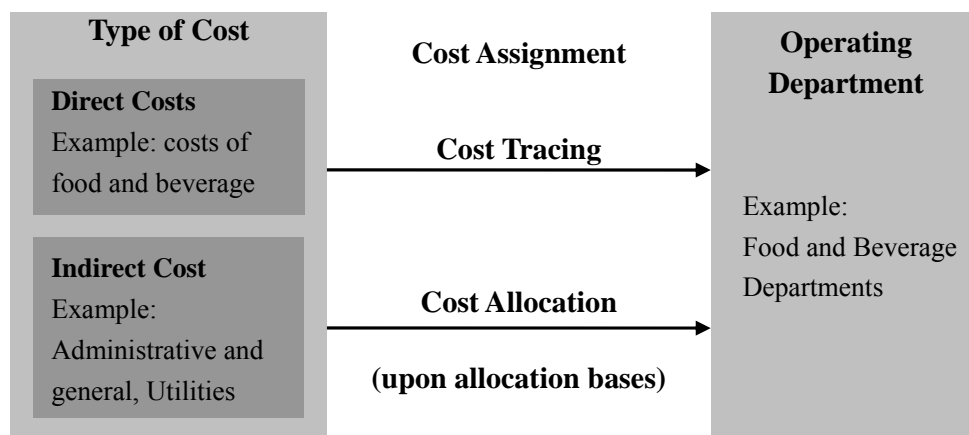 Type of Cost
Direct Costs
Example: costs of
food and beverage
Indirect Cost
Example:
Administrative and
general, Utilities
Cost Assignment
Cost Tracing
Cost Allocation
(upon allocation bases)
Operating
Department
Example:
Food and Beverage
Departments